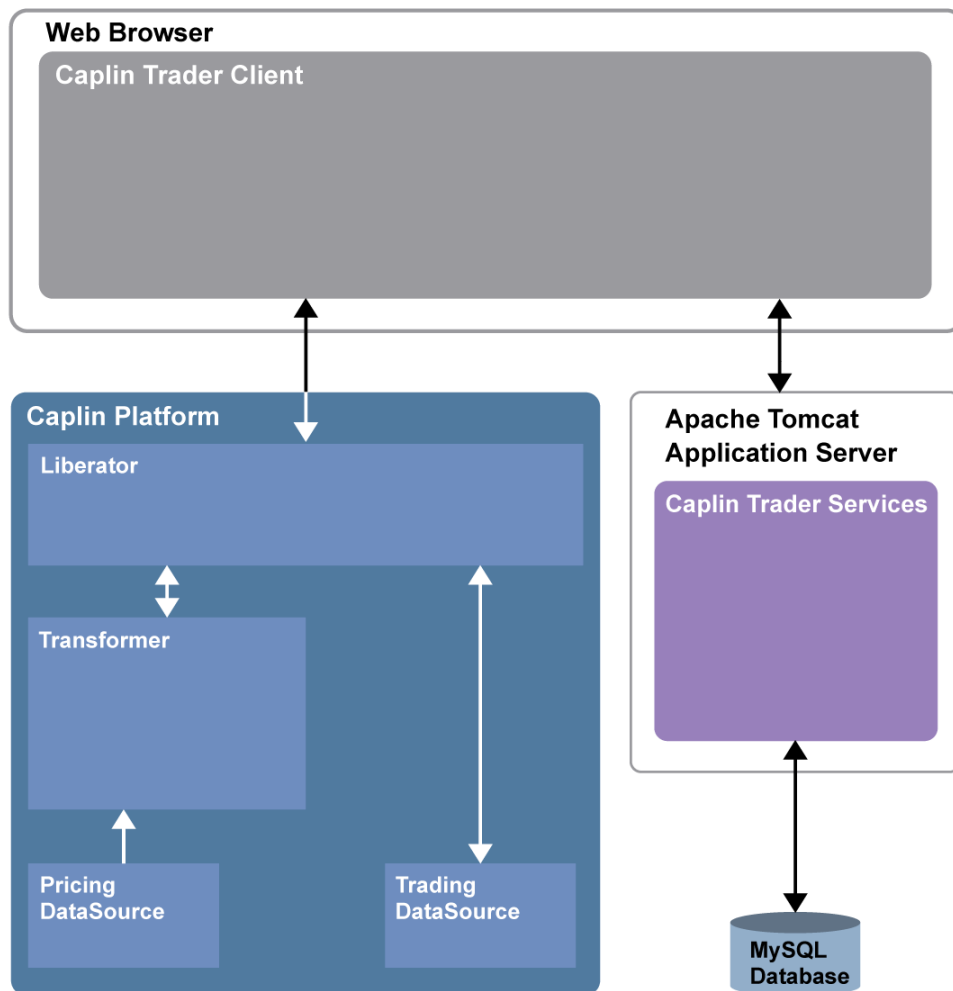 Web Browser
Caplin Trader Client
Caplin Platform
Liberator
Transformer
Pricing
DataSource
Trading
DataSource
Apache Tomcat
Application Server
Caplin Trader Services
MySQL
Database